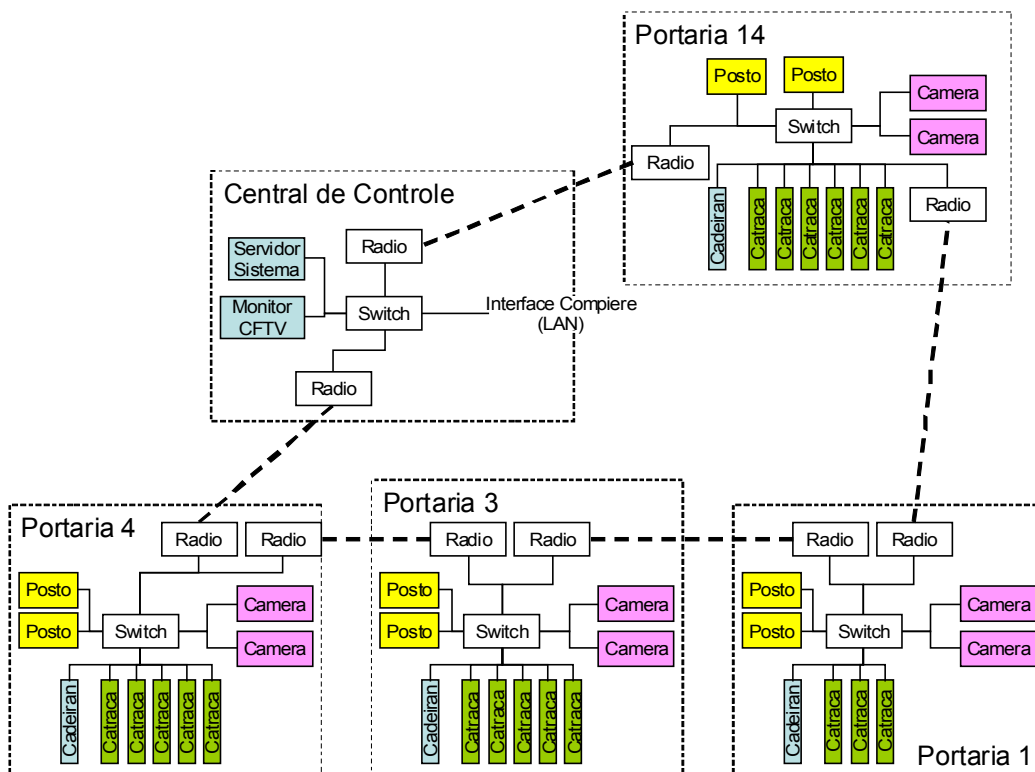 Portaria 14
Posto
Posto
Camera
Switch
Camera
Radio
Cadeiran
Catraca
Catraca
Catraca
Catraca
Catraca
Catraca
Radio
Central de Controle
Radio
Servidor
Sistema
Monitor
CFTV
Switch
Interface Compiere
(LAN)
Radio
Portaria 4
Radio
Radio
Posto
Posto
Switch
Camera
Camera
Cadeiran
Catraca
Catraca
Catraca
Catraca
Catraca
Portaria 3
Radio
Radio
Posto
Posto
Switch
Camera
Camera
Cadeiran
Catraca
Catraca
Catraca
Catraca
Catraca
Radio
Radio
Posto
Posto
Switch
Camera
Camera
Cadeiran
Catraca
Catraca
Catraca
Portaria 1